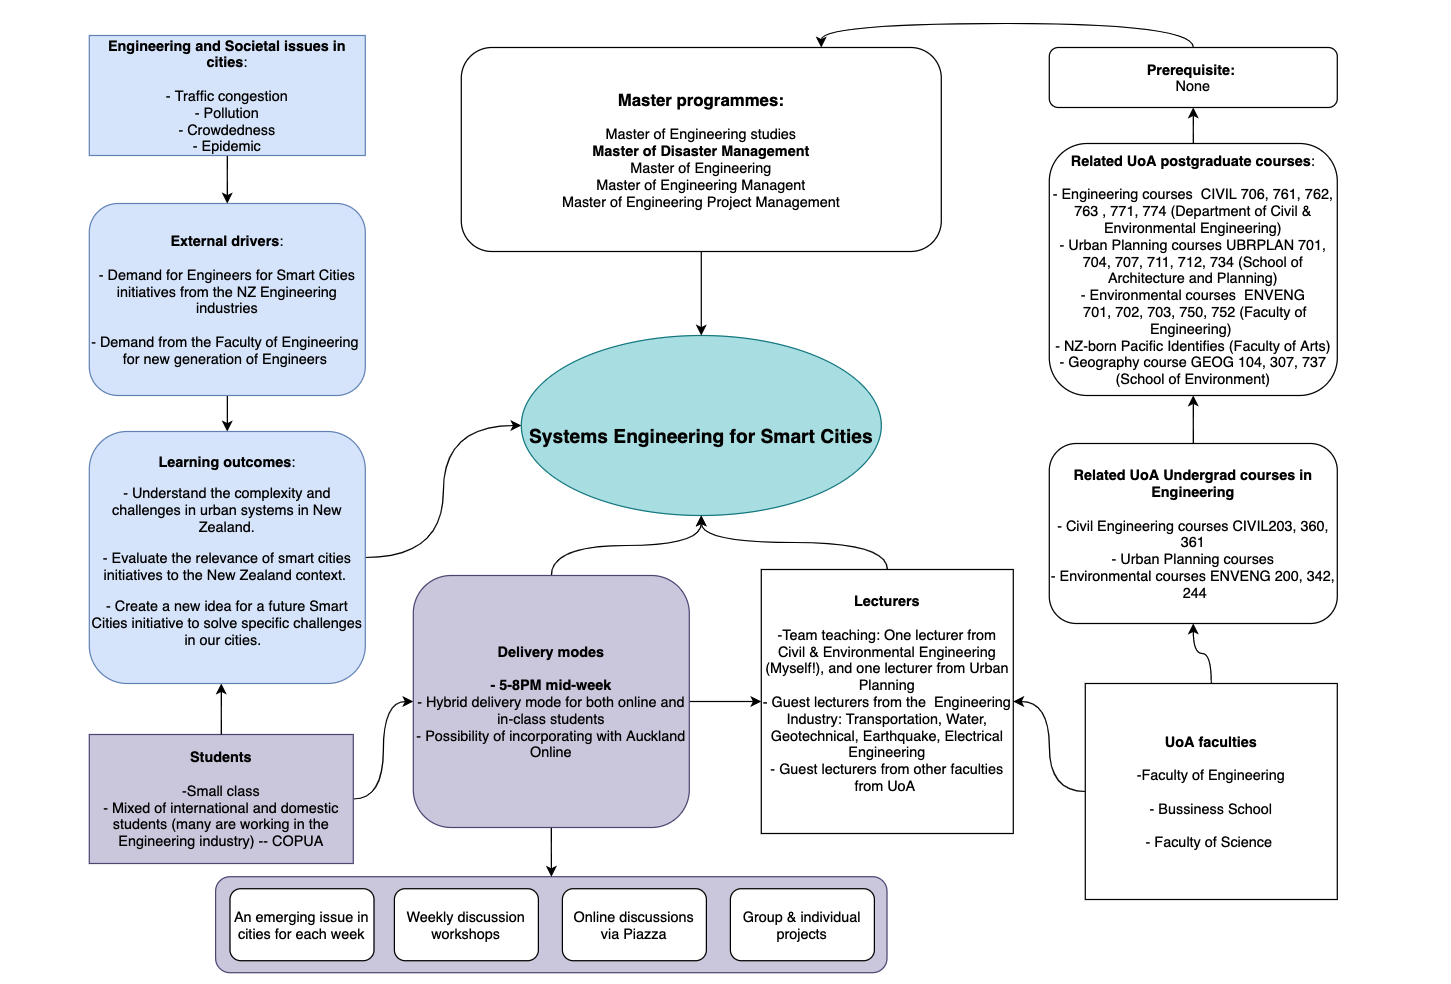 Engineering and Societal issues in
cities:
- Traffic congestion
- Pollution
- Crowdedness
- Epidemic
External drivers:
- Demand for Engineers for Smart Cities
initiatives from the NZ Engineering
industries
- Demand from the Faculty of Engineering
for new generation of Engineers
Learning outcomes:
- Understand the complexity and
challenges in urban systems in New
Zealand.
- Evaluate the relevance of smart cities
initiatives to the New Zealand context.
- Create a new idea for a future Smart
Cities initiative to solve specific challenges
in our cities.
Students
-Small class
- Mixed of international and domestic
students (many are working in the
Engineering industry) -- COPUA
Master programmes:
Master of Engineering studies
Master of Disaster Management
Master of Engineering
Master of Engineering Managent
Master of Engineering Project Management
Systems Engineering for Smart Cities
Delivery modes
- 5-8PM mid-week
- Hybrid delivery mode for both online and
in-class students
- Possibility of incorporating with Auckland
Online
Lecturers
-Team teaching: One lecturer from
Civil & Environmental Engineering
(Myself!), and one lecturer from Urban
Planning
- Guest lecturers from the Engineering
Industry: Transportation, Water,
Geotechnical, Earthquake, Electrical
Engineering
- Guest lecturers from other faculties
from UoA
An emerging issue in
cities for each week
Weekly discussion
workshops
Online discussions
via Piazza
Group & individual
projects
Prerequisite:
None
Related UoA postgraduate courses:
- Engineering courses CIVIL 706, 761, 762,
763 , 771, 774 (Department of Civil &
Environmental Engineering)
- Urban Planning courses UBRPLAN 701,
704, 707, 711, 712, 734 (School of
Architecture and Planning)
- Environmental courses ENVENG
701, 702, 703, 750, 752 (Faculty of
Engineering)
- NZ-born Pacific Identifies (Faculty of Arts)
- Geography course GEOG 104, 307, 737
(School of Environment)
Related UoA Undergrad courses in
Engineering
- Civil Engineering courses CIVIL203, 360,
361
- Urban Planning courses
- Environmental courses ENVENG 200, 342,
244
UoA faculties
-Faculty of Engineering
- Bussiness School
- Faculty of Science